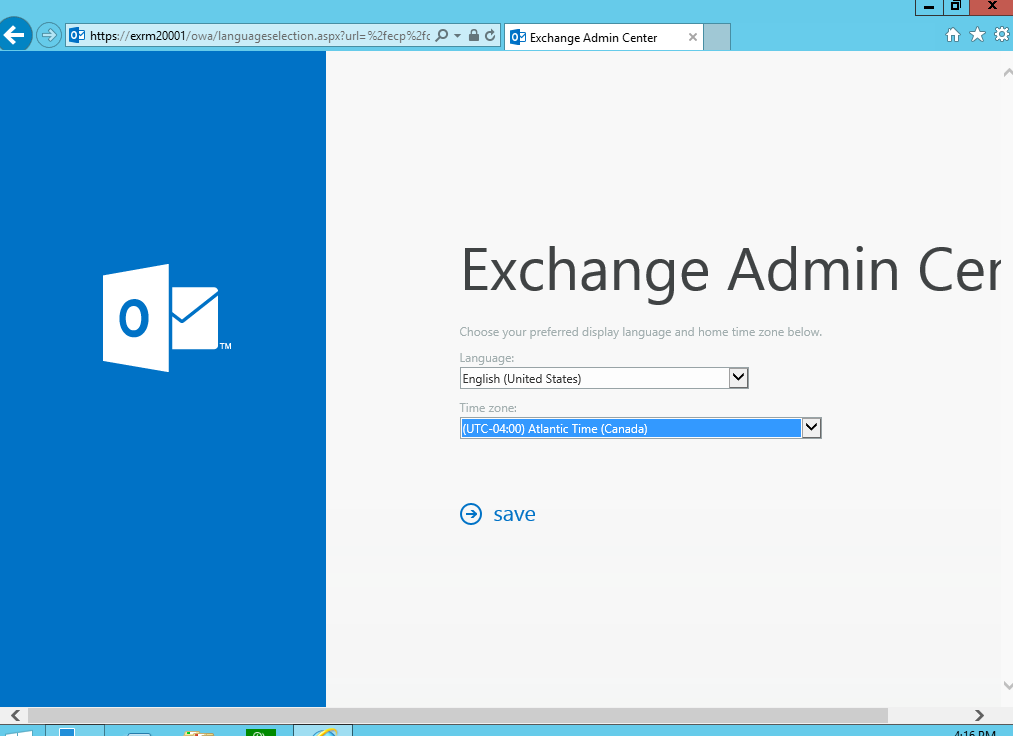 https://exrm20001/owa/languageselection.aspx?url=%2fecp%2fc
Exchange Admin Center
Exchange Admin Cen
Choose your preferred display language and home time zone below.
Language:
English (United States)
Time zone:
(UTC-04:00) Atlantic Time (Canada)
save
O
TM
4:16 PM